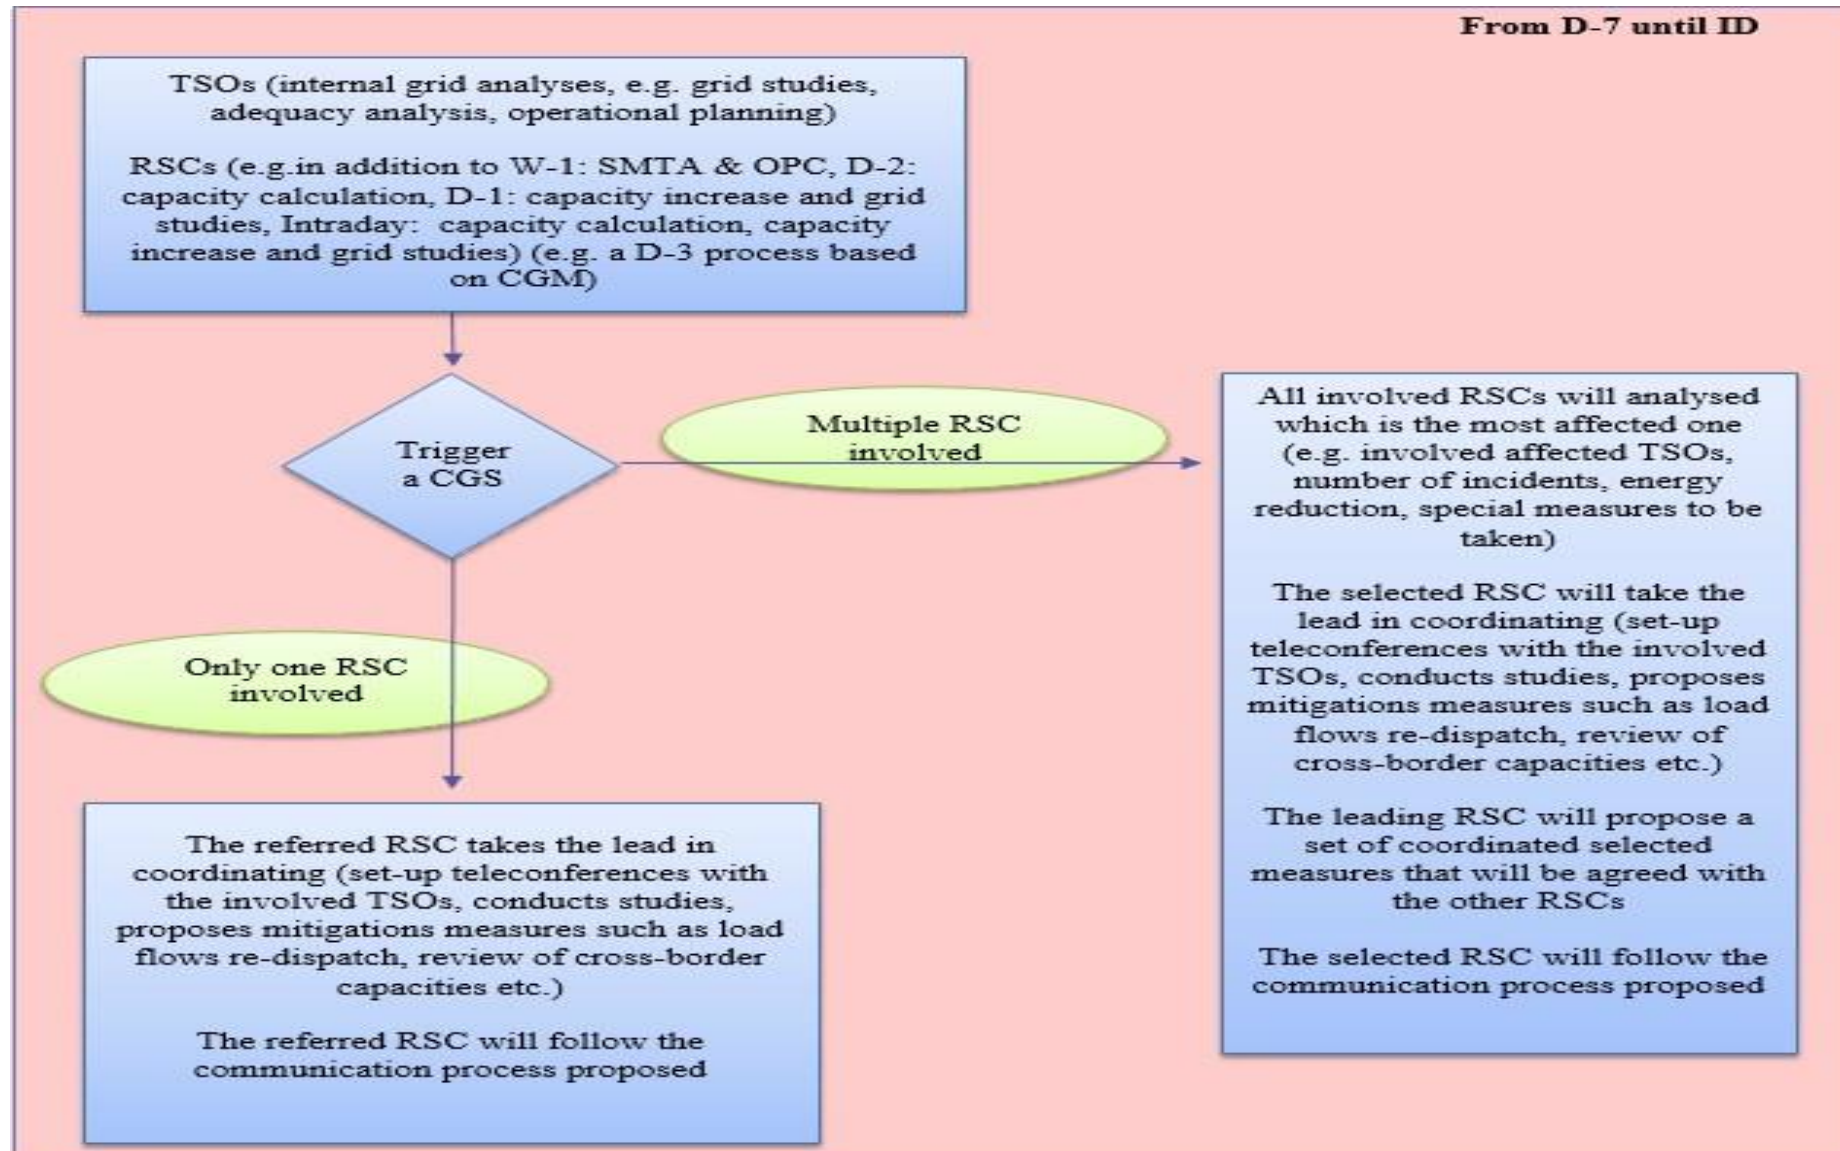 From D-7 until ID
TSOs (internal grid analyses, e.g. grid studies,
adequacy analysis, operational planning)
RSCs (e.g.in addition to W-1: SMTA & OPC, D-2:
capacity calculation, D-1: capacity increase and grid
studies, Intraday: capacity calculation, capacity
increase and grid studies) (e.g. a D-3 process based
on CGM)
Trigger
a CGS
Multiple RSC
involved
All involved RSCs will analysed
which is the most affected one
(e.g. involved affected TSOs,
number of incidents, energy
reduction, special measures to be
taken)
The selected RSC will take the
lead in coordinating (set-up
teleconferences with the involved
TSOs, conducts studies, proposes
mitigations measures such as load
flows re-dispatch, review of
cross-border capacities etc.)
The leading RSC will propose a
set of coordinated selected
measures that will be agreed with
the other RSCs
The selected RSC will follow the
communication process proposed
Only one RSC
involved
The referred RSC takes the lead in
coordinating (set-up teleconferences with
the involved TSOs, conducts studies,
proposes mitigations measures such as load
flows re-dispatch, review of cross-border
capacities etc.)
The referred RSC will follow the
communication process proposed